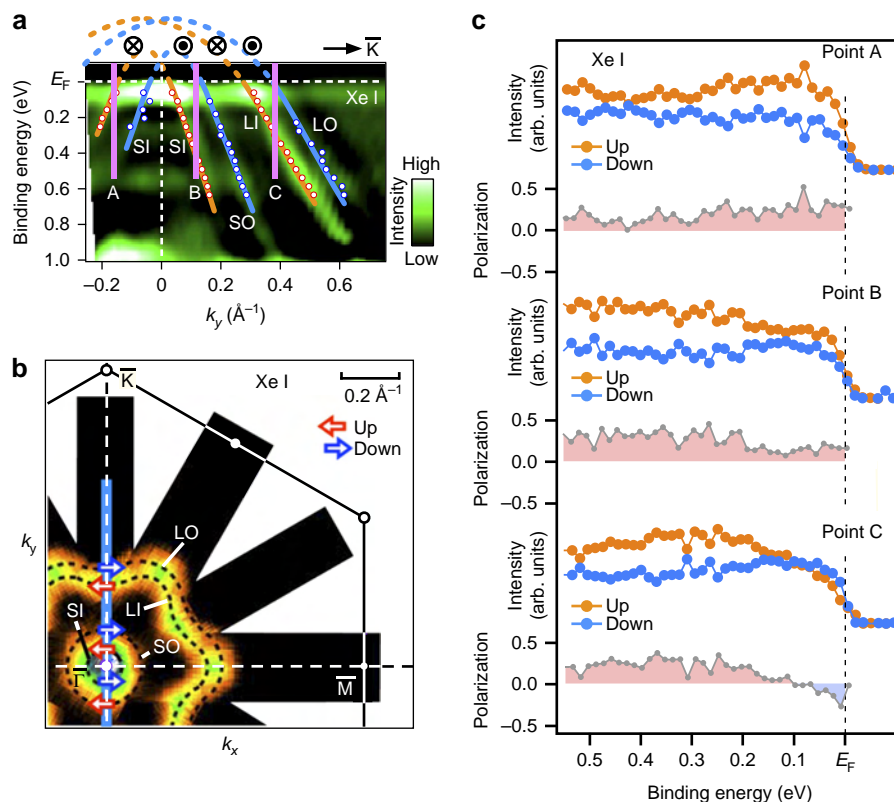 a
K
E_F
Xe I
0.2
0.4
0.6
0.8
1.0
Binding energy (eV)
SI
SI
LI
LO
A
B
C
SO
High
Intensity
Low
−0.2
0
0.2
0.4
0.6
k_y (Å⁻¹)
b
K
Xe I
0.2 Å⁻¹
Up
Down
k_y
LO
LI
SI
SO
Γ
M
k_x
c
Xe I
Point A
Intensity
(arb. units)
Up
Down
Polarization
0.5
0.0
−0.5
Point B
Intensity
(arb. units)
Up
Down
Polarization
0.5
0.0
−0.5
Point C
Intensity
(arb. units)
Up
Down
Polarization
0.5
0.0
−0.5
0.5
0.4
0.3
0.2
0.1
E_F
Binding energy (eV)